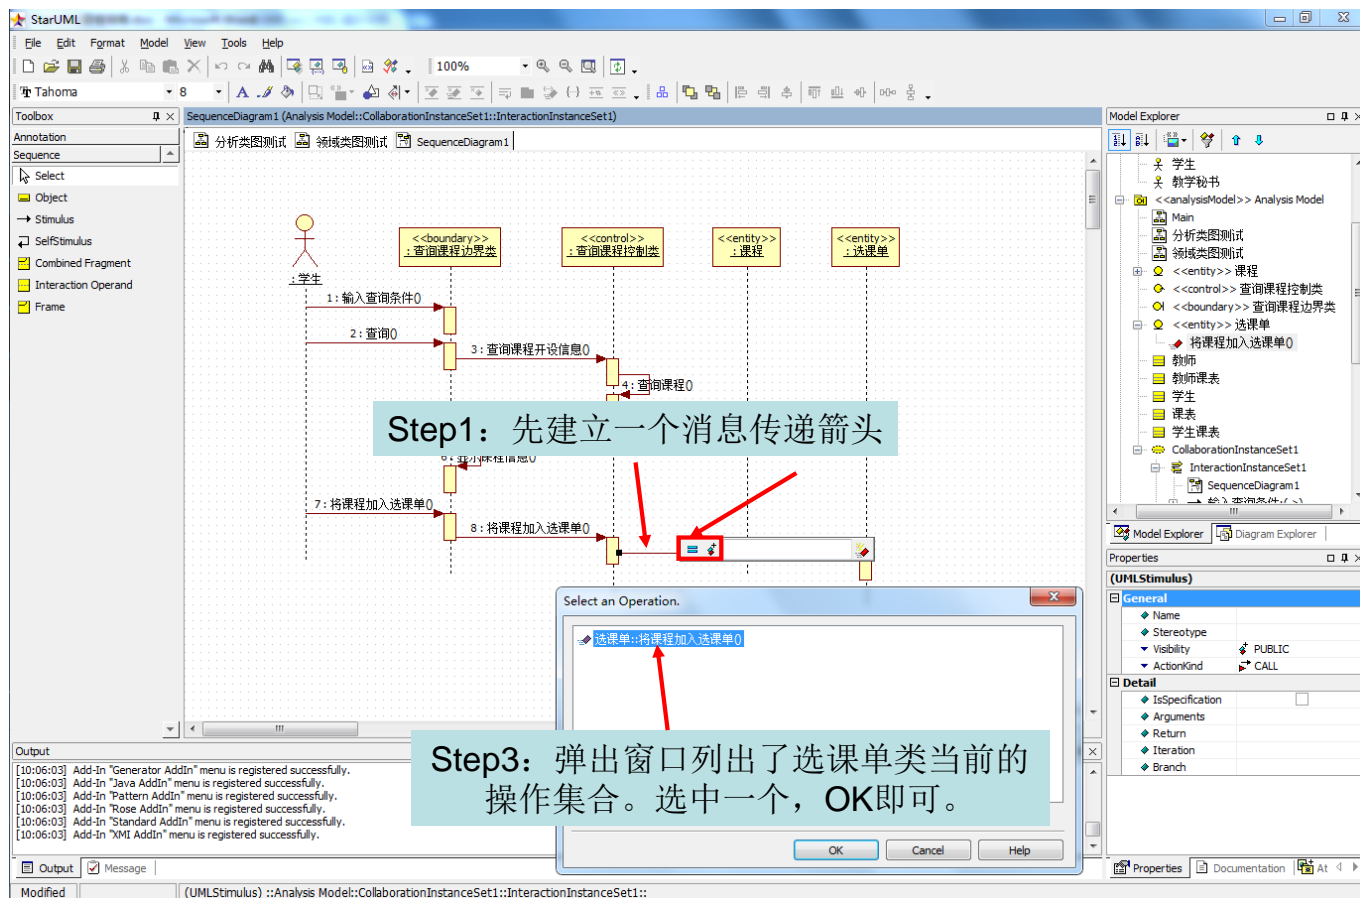 StarUML
File Edit Format Model View Tools Help
100%
Tahoma 8
Toolbox
Annotation
Sequence
Select
Object
Stimulus
SelfStimulus
Combined Fragment
Interaction Operand
Frame
SequenceDiagram1 (Analysis Model::CollaborationInstanceSet1::InteractionInstanceSet1)
分析类图测试 领域类图测试 SequenceDiagram1
: 学生
<<boundary>>
: 查询课程边界类
<<control>>
: 查询课程控制类
<<entity>>
: 课程
<<entity>>
: 选课单
1 : 输入查询条件()
2 : 查询()
3 : 查询课程开设信息()
4 : 查询课程()
Step1：先建立一个消息传递箭头
6 : 显示课程信息()
7 : 将课程加入选课单()
8 : 将课程加入选课单()
Select an Operation.
选课单::将课程加入选课单()
Step3：弹出窗口列出了选课单类当前的
操作集合。选中一个，OK即可。
OK Cancel Help
Model Explorer
学生
教学秘书
<<analysisModel>> Analysis Model
Main
分析类图测试
领域类图测试
<<entity>> 课程
<<control>> 查询课程控制类
<<boundary>> 查询课程边界类
<<entity>> 选课单
将课程加入选课单()
教师
教师课表
学生
课表
学生课表
CollaborationInstanceSet1
InteractionInstanceSet1
SequenceDiagram1
Model Explorer Diagram Explorer
Properties
(UMLStimulus)
General
Name
Stereotype
Visibility PUBLIC
ActionKind CALL
Detail
IsSpecification
Arguments
Return
Iteration
Branch
Properties Documentation At
Output
[10:06:03] Add-In "Generator AddIn" menu is registered successfully.
[10:06:03] Add-In "Java AddIn" menu is registered successfully.
[10:06:03] Add-In "Pattern AddIn" menu is registered successfully.
[10:06:03] Add-In "Rose AddIn" menu is registered successfully.
[10:06:03] Add-In "Standard AddIn" menu is registered successfully.
[10:06:03] Add-In "XMI AddIn" menu is registered successfully.
Output Message
Modified (UMLStimulus) ::Analysis Model::CollaborationInstanceSet1::InteractionInstanceSet1::